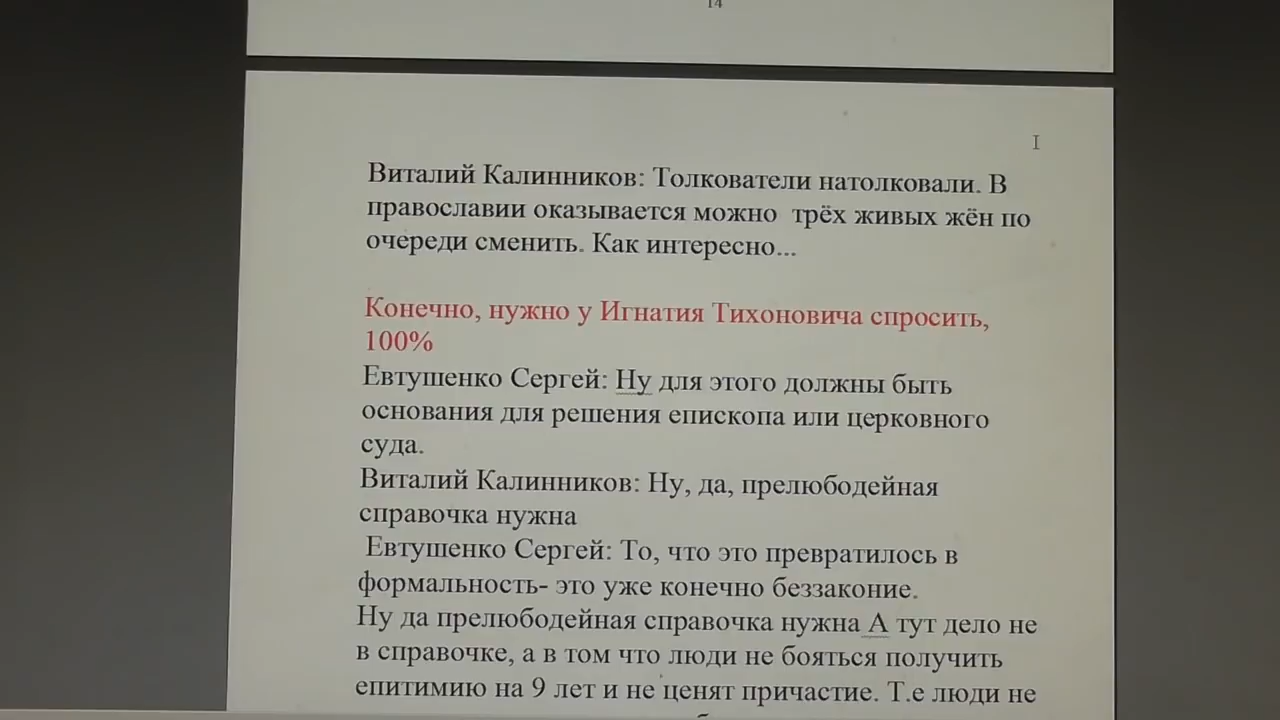 14
I
Виталий Калинников: Толкователи натолковали. В
православии оказывается можно  трёх живых жён по
очереди сменить. Как интересно...
Конечно, нужно у Игнатия Тихоновича спросить,
100%
Евтушенко Сергей: Ну для этого должны быть
основания для решения епископа или церковного
суда.
Виталий Калинников: Ну, да, прелюбодейная
справочка нужна
Евтушенко Сергей: То, что это превратилось в
формальность- это уже конечно беззаконие.
Ну да прелюбодейная справочка нужна А тут дело не
в справочке, а в том что люди не бояться получить
епитимию на 9 лет и не ценят причастие. Т.е люди не